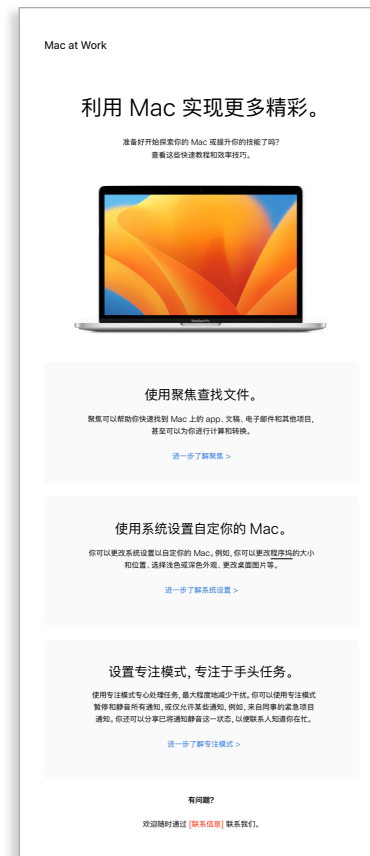 Mac at Work
利用 Mac 实现更多精彩。
准备好开始探索你的 Mac 或提升你的技能了吗？
查看这些快速教程和效率技巧。
MacBook Pro
使用聚焦查找文件。
聚焦可以帮助你快速找到 Mac 上的 app、文稿、电子邮件和其他项目，
甚至可以为你进行计算和转换。
进一步了解聚焦 >
使用系统设置自定你的 Mac。
你可以更改系统设置以自定你的 Mac。例如，你可以更改程序坞的大小
和位置、选择浅色或深色外观、更改桌面图片等。
进一步了解系统设置 >
设置专注模式，专注于手头任务。
使用专注模式专心处理任务，最大程度地减少干扰。你可以使用专注模式
暂停和静音所有通知，或仅允许某些通知，例如，来自同事的紧急项目
通知。你还可以分享已将通知静音这一状态，以便联系人知道你在忙。
进一步了解专注模式 >
有问题？
欢迎随时通过 [联系信息] 联系我们。